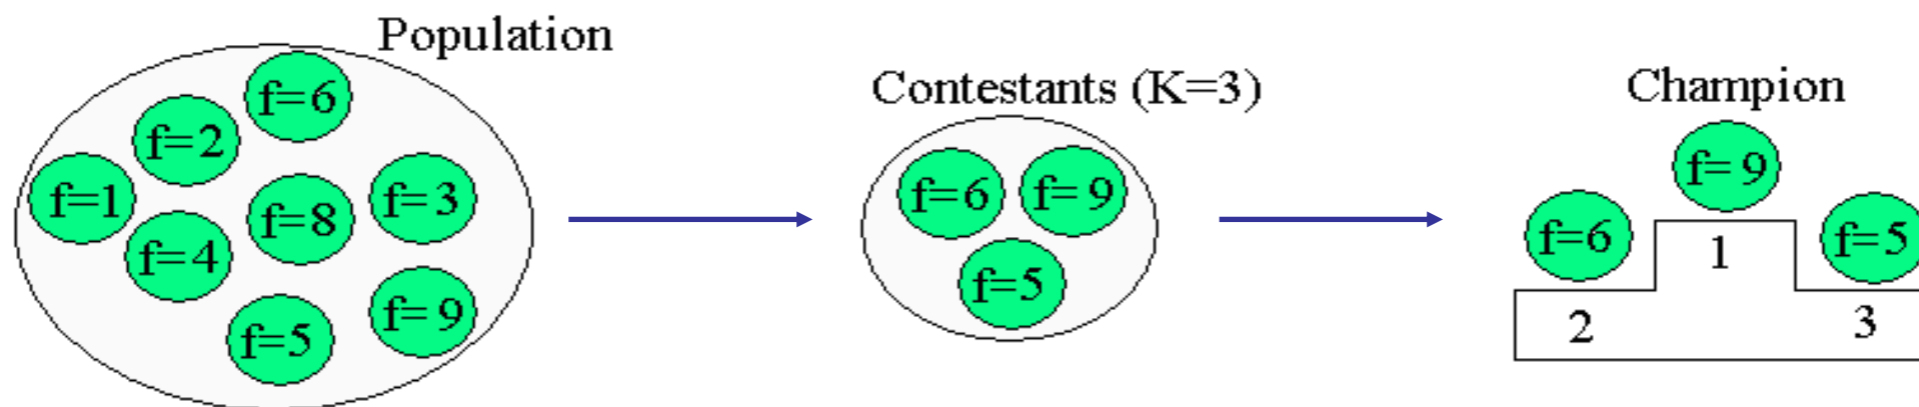 Population
f=6
f=2
f=1
f=8
f=3
f=4
f=9
f=5
Contestants (K=3)
f=6
f= 9
f=5
Champion
f= 9
f=6
f=5
1
2
3